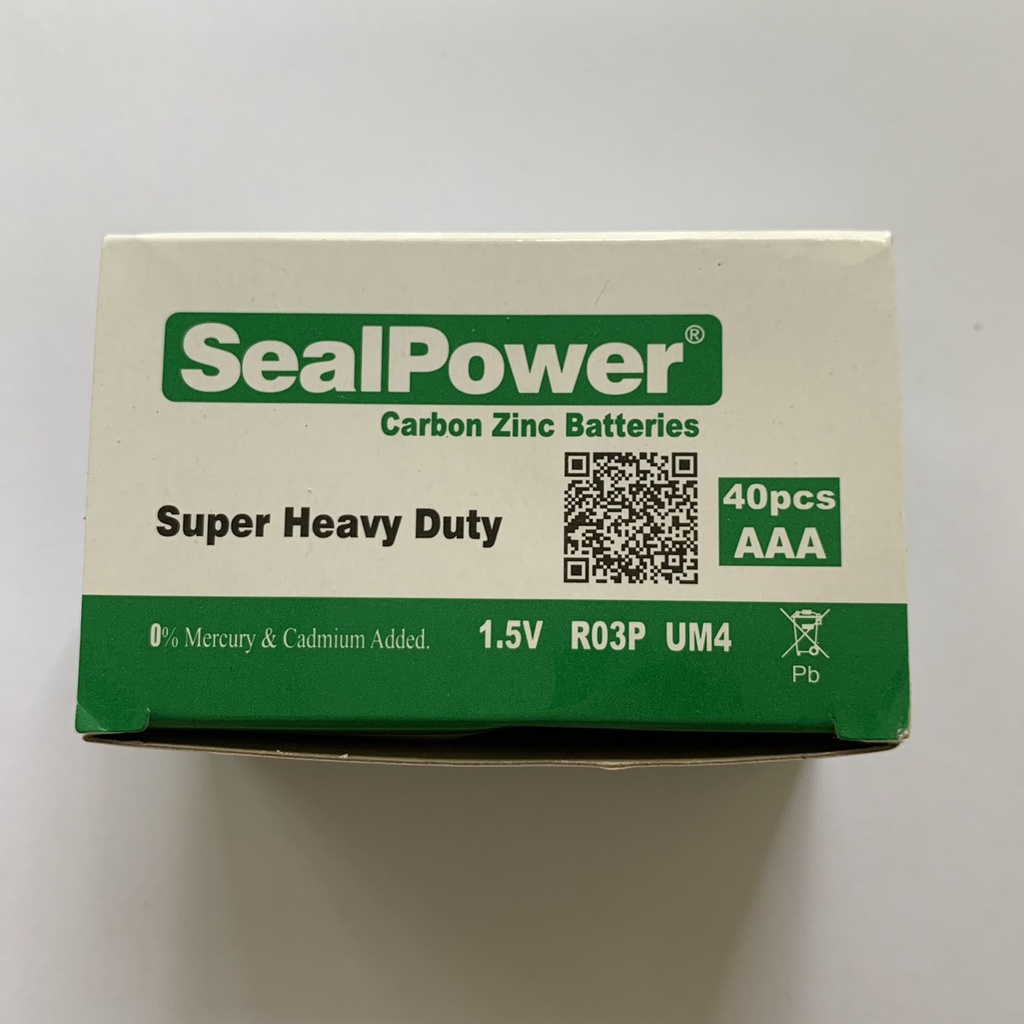 SealPower®
Carbon Zinc Batteries
Super Heavy Duty
40pcs
AAA
0% Mercury & Cadmium Added.
1.5V R03P UM4
Pb